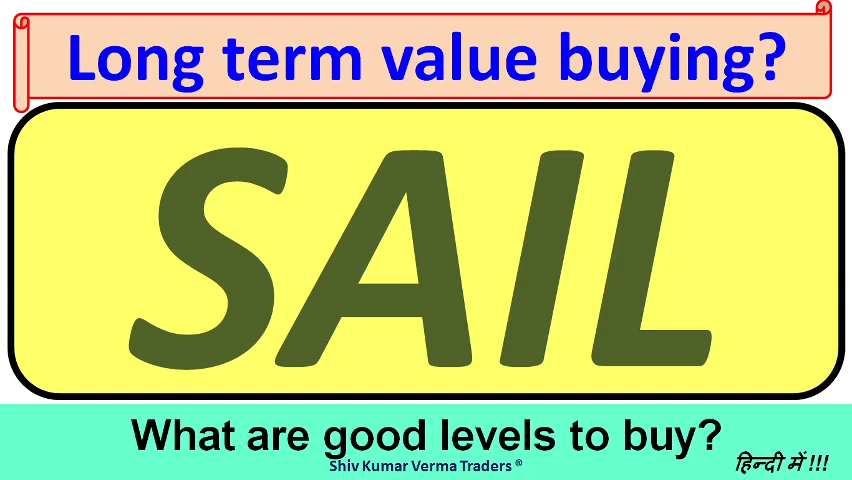 Long term value buying?
SAIL
What are good levels to buy?
Shiv Kumar Verma Traders ®
हिन्दी में !!!